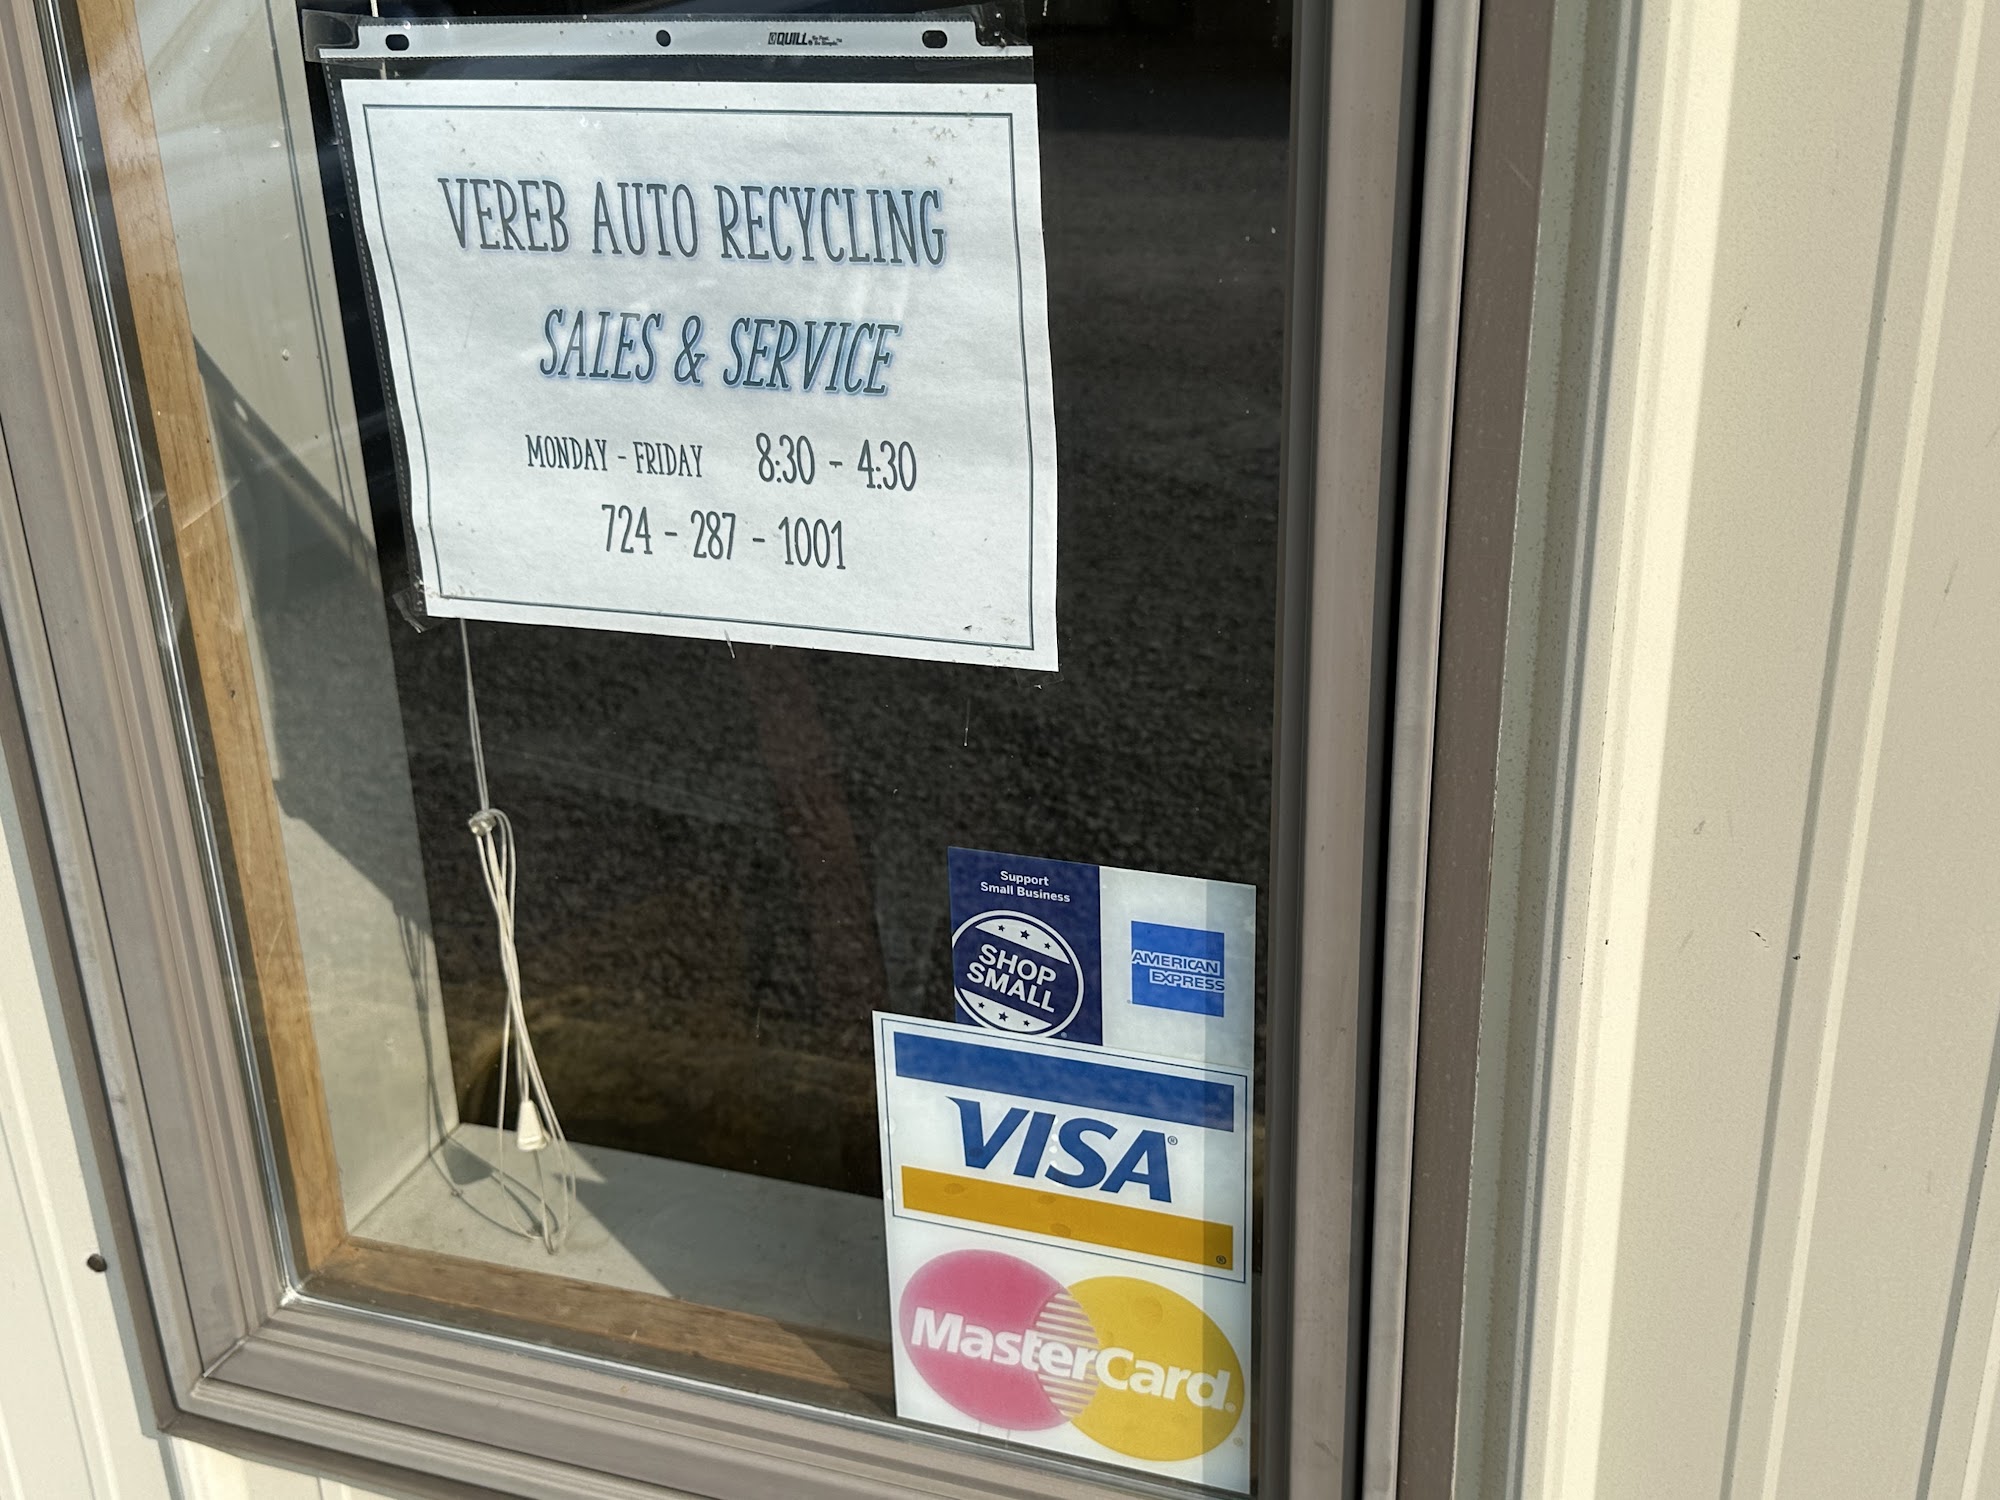 QUILL
VEREB AUTO RECYCLING
SALES & SERVICE
MONDAY - FRIDAY 8:30 - 4:30
724 - 287 - 1001
Support
Small Business
SHOP
SMALL
AMERICAN
EXPRESS
VISA®
MasterCard®